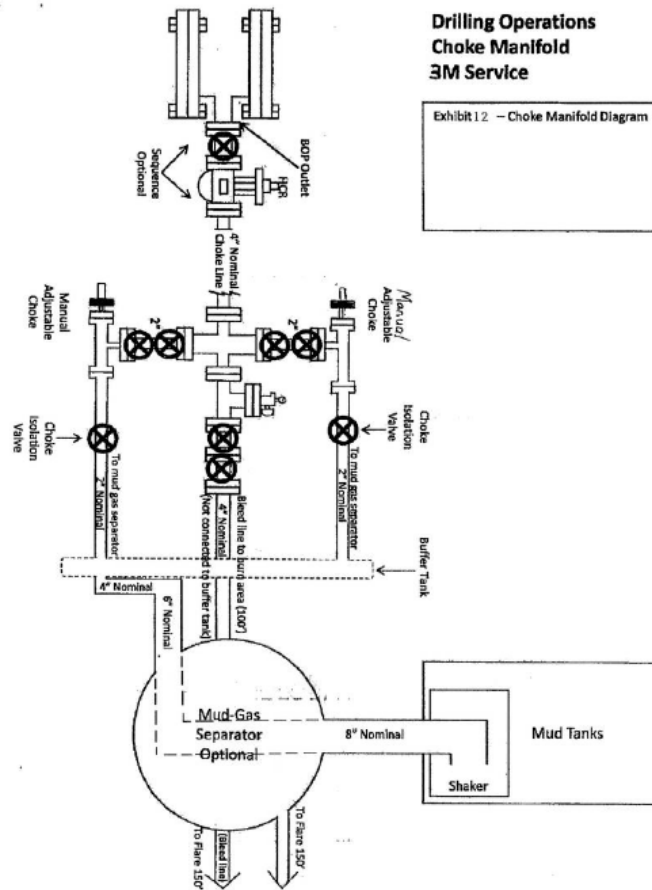 Drilling Operations
Choke Manifold
3M Service
Exhibit 12 – Choke Manifold Diagram
BOP Outlet
HCR
Sequence
Optional
4" Nominal
Choke Line
Manual
Adjustable
Choke
2"
2"
Manual
Adjustable
Choke
Choke
Isolation
Valve
Choke
Isolation
Valve
To mud gas separator
2" Nominal
Bleed line to burn area (100')
4" Nominal
(Not connected to buffer tank)
To mud gas separator
2" Nominal
Buffer Tank
4" Nominal
6" Nominal
Mud-Gas
Separator
Optional
8" Nominal
Mud Tanks
Shaker
To Flare 150'
(Bleed line)
To Flare 150'